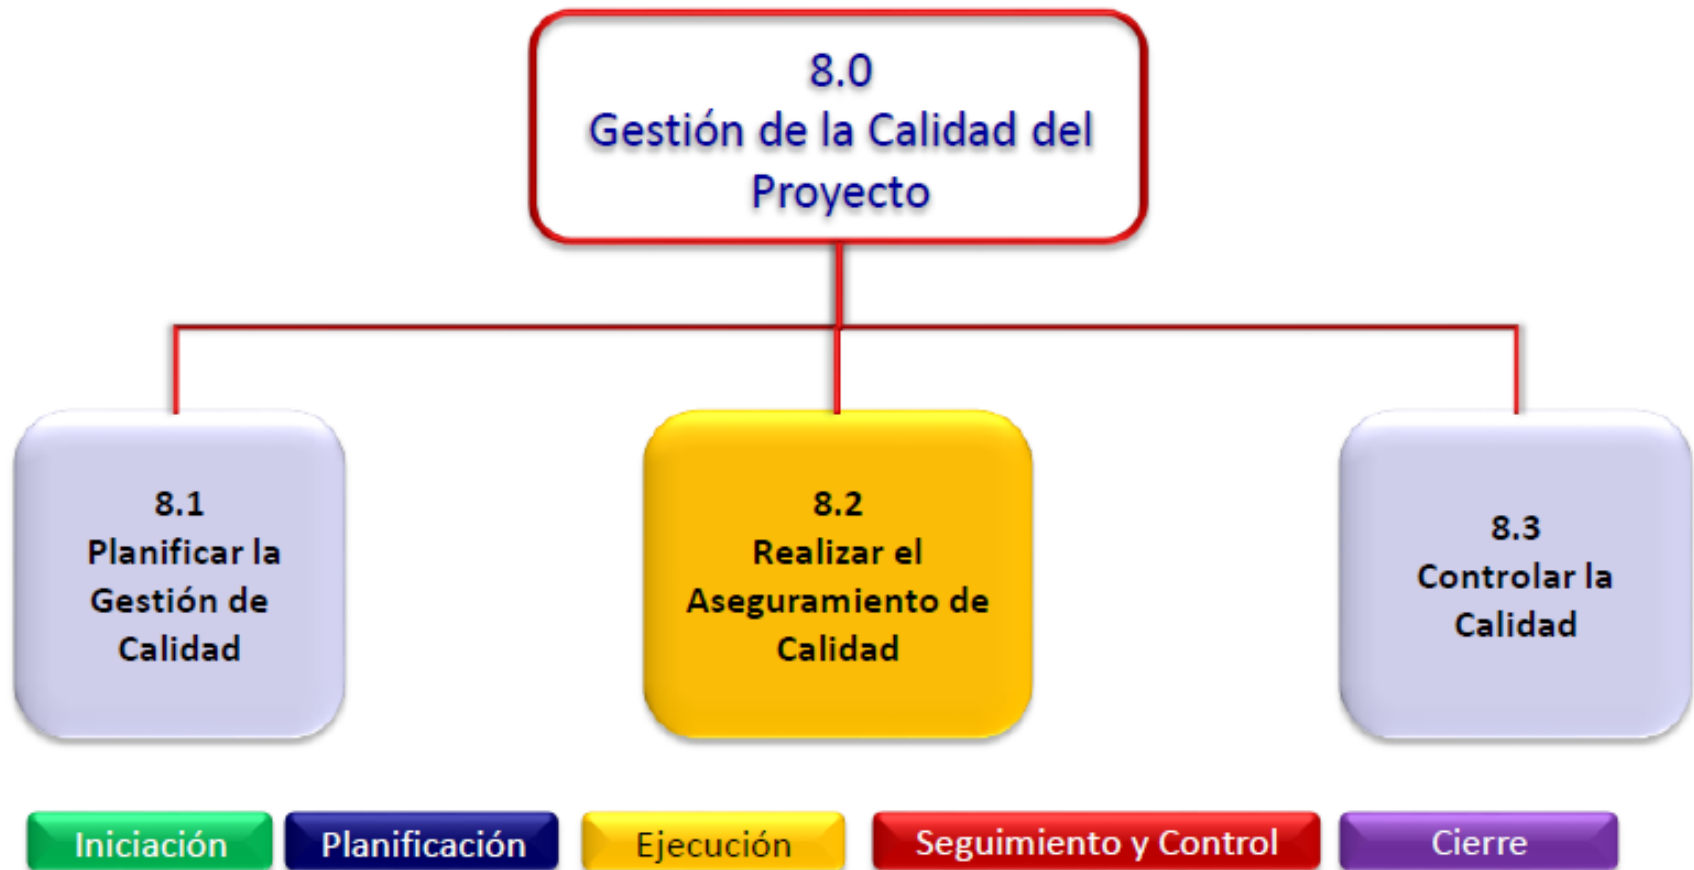 8.0
Gestión de la Calidad del
Proyecto
8.1
Planificar la
Gestión de
Calidad
8.2
Realizar el
Aseguramiento de
Calidad
8.3
Controlar la
Calidad
Iniciación
Planificación
Ejecución
Seguimiento y Control
Cierre